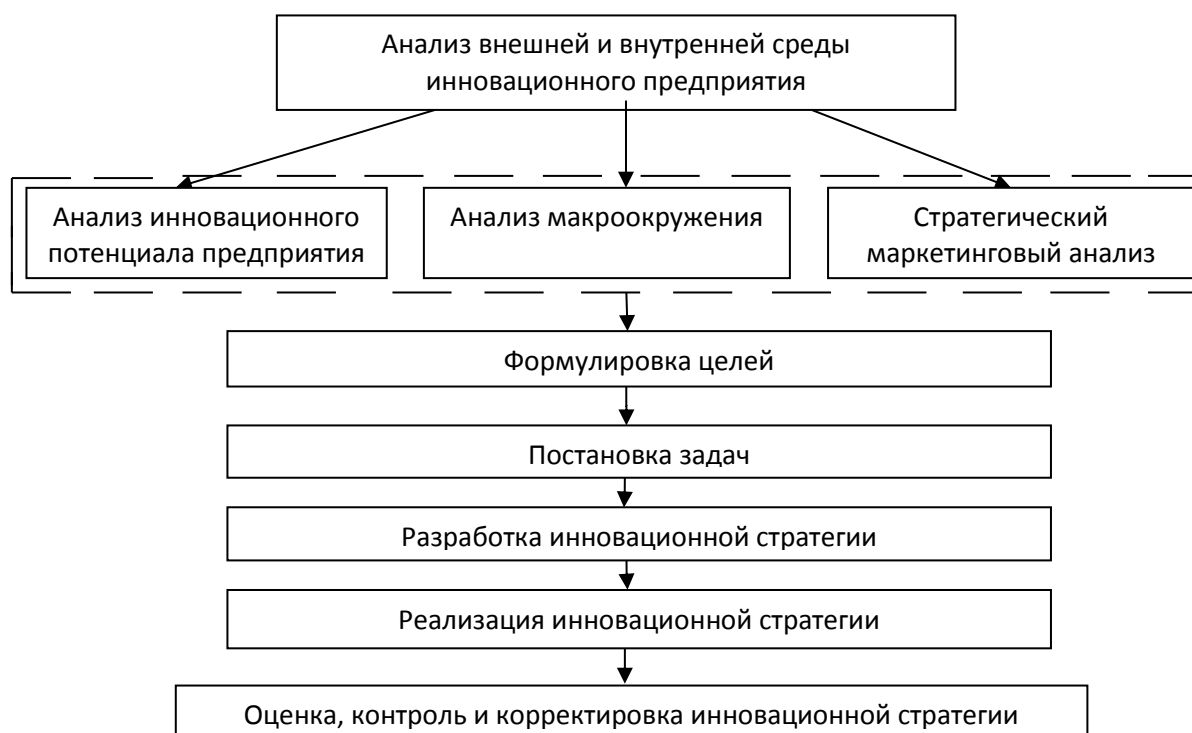 Анализ внешней и внутренней среды
инновационного предприятия
Анализ инновационного
потенциала предприятия
Анализ макроокружения
Стратегический
маркетинговый анализ
Формулировка целей
Постановка задач
Разработка инновационной стратегии
Реализация инновационной стратегии
Оценка, контроль и корректировка инновационной стратегии